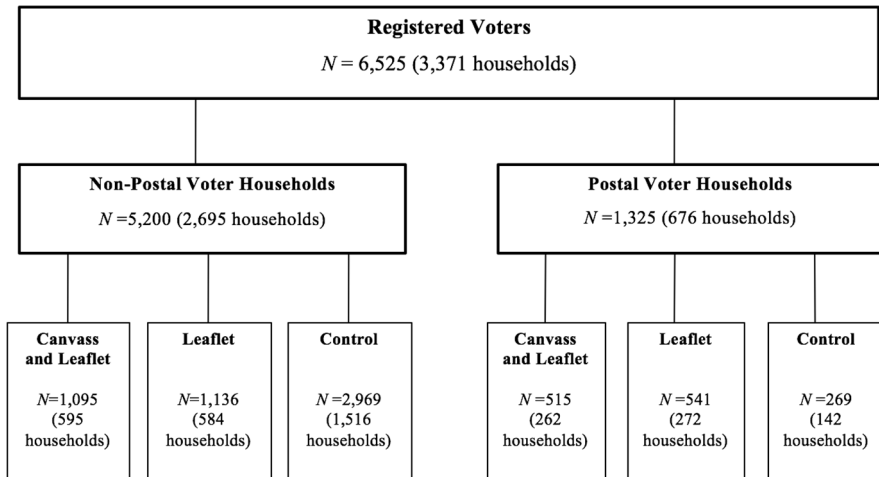 Registered Voters
N = 6,525 (3,371 households)
Non-Postal Voter Households
N =5,200 (2,695 households)
Postal Voter Households
N =1,325 (676 households)
Canvass
and Leaflet
N=1,095
(595
households)
Leaflet
N=1,136
(584
households)
Control
N =2,969
(1,516
households)
Canvass
and Leaflet
N =515
(262
households)
Leaflet
N =541
(272
households)
Control
N =269
(142
households)